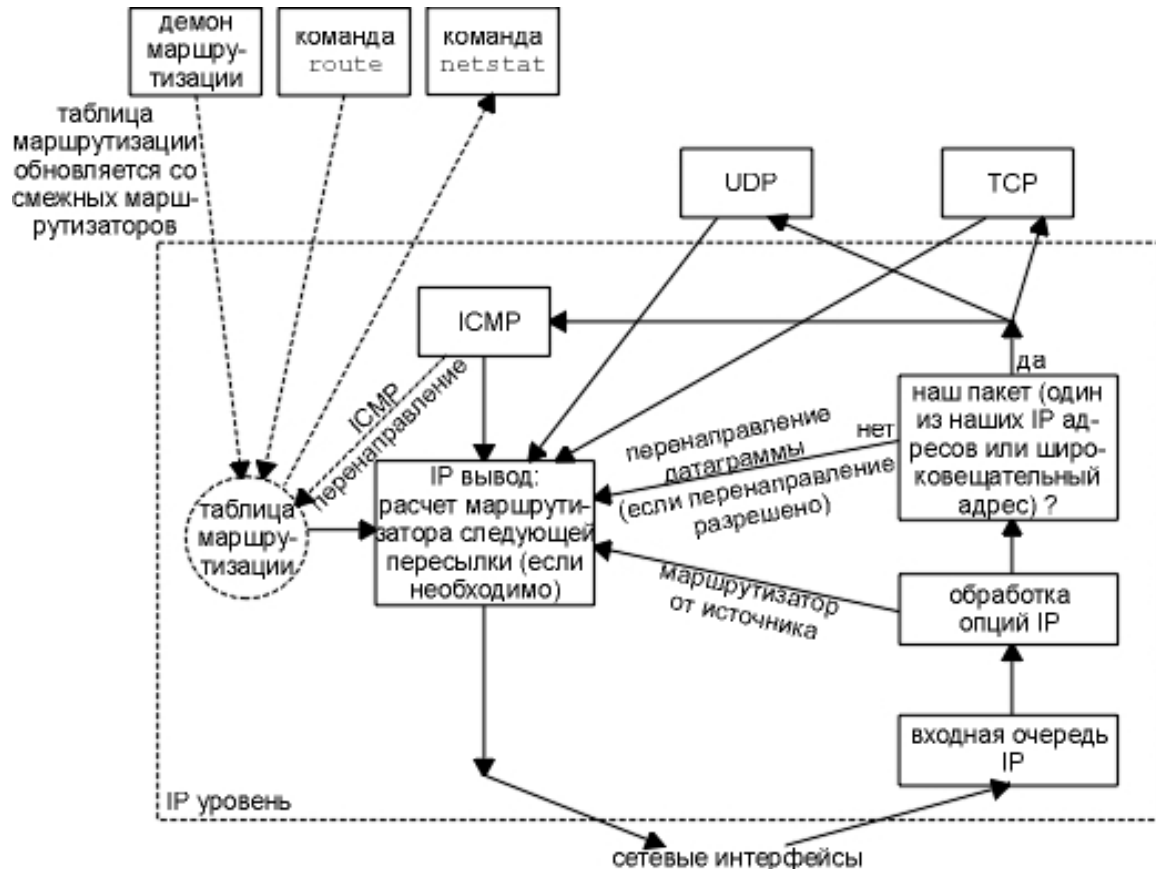 демон
маршру-
тизации
команда
route
команда
netstat
таблица
маршрутизации
обновляется со
смежных марш-
рутизаторов
UDP
TCP
ICMP
да
наш пакет (один
из наших IP ад-
ресов или широ-
ковещательный
адрес) ?
нет
ICMP
перенаправление
перенаправление
датаграммы
(если перенаправление
разрешено)
IP вывод:
расчет маршрути-
затора следующей
пересылки (если
необходимо)
таблица
маршру-
тизации
маршрутизатор
от источника
обработка
опций IP
входная очередь
IP
IP уровень
сетевые интерфейсы